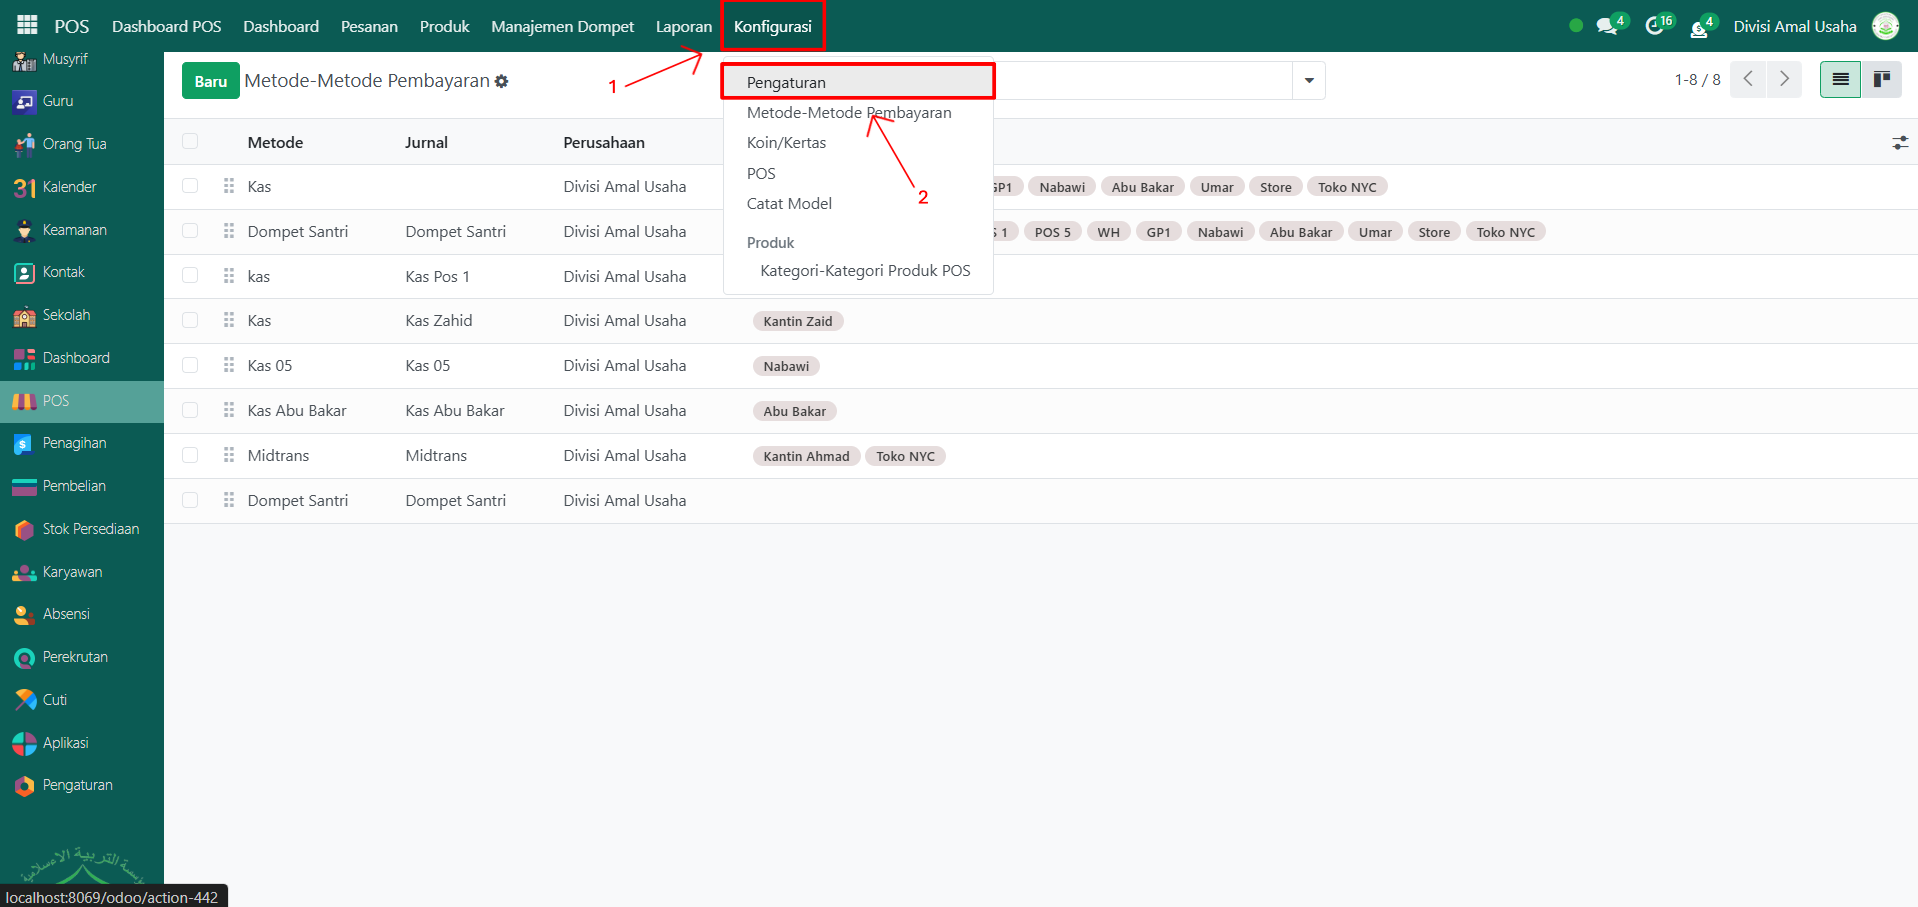 POS Dashboard POS Dashboard Pesanan Produk Manajemen Dompet Laporan Konfigurasi 4 16 4 Divisi Amal Usaha
Musyrif
Guru
Orang Tua
Kalender
Keamanan
Kontak
Sekolah
Dashboard
POS
Penagihan
Pembelian
Stok Persediaan
Karyawan
Absensi
Perekrutan
Cuti
Aplikasi
Pengaturan
localhost:8069/odoo/action-442
Baru Metode-Metode Pembayaran 1-8 / 8
1
Pengaturan
Metode-Metode Pembayaran
Koin/Kertas
POS
Catat Model
Produk
Kategori-Kategori Produk POS
2
Metode Jurnal Perusahaan
Kas Divisi Amal Usaha GP1 Nabawi Abu Bakar Umar Store Toko NYC
Dompet Santri Dompet Santri Divisi Amal Usaha 1 POS 5 WH GP1 Nabawi Abu Bakar Umar Store Toko NYC
kas Kas Pos 1 Divisi Amal Usaha
Kas Kas Zahid Divisi Amal Usaha Kantin Zaid
Kas 05 Kas 05 Divisi Amal Usaha Nabawi
Kas Abu Bakar Kas Abu Bakar Divisi Amal Usaha Abu Bakar
Midtrans Midtrans Divisi Amal Usaha Kantin Ahmad Toko NYC
Dompet Santri Dompet Santri Divisi Amal Usaha